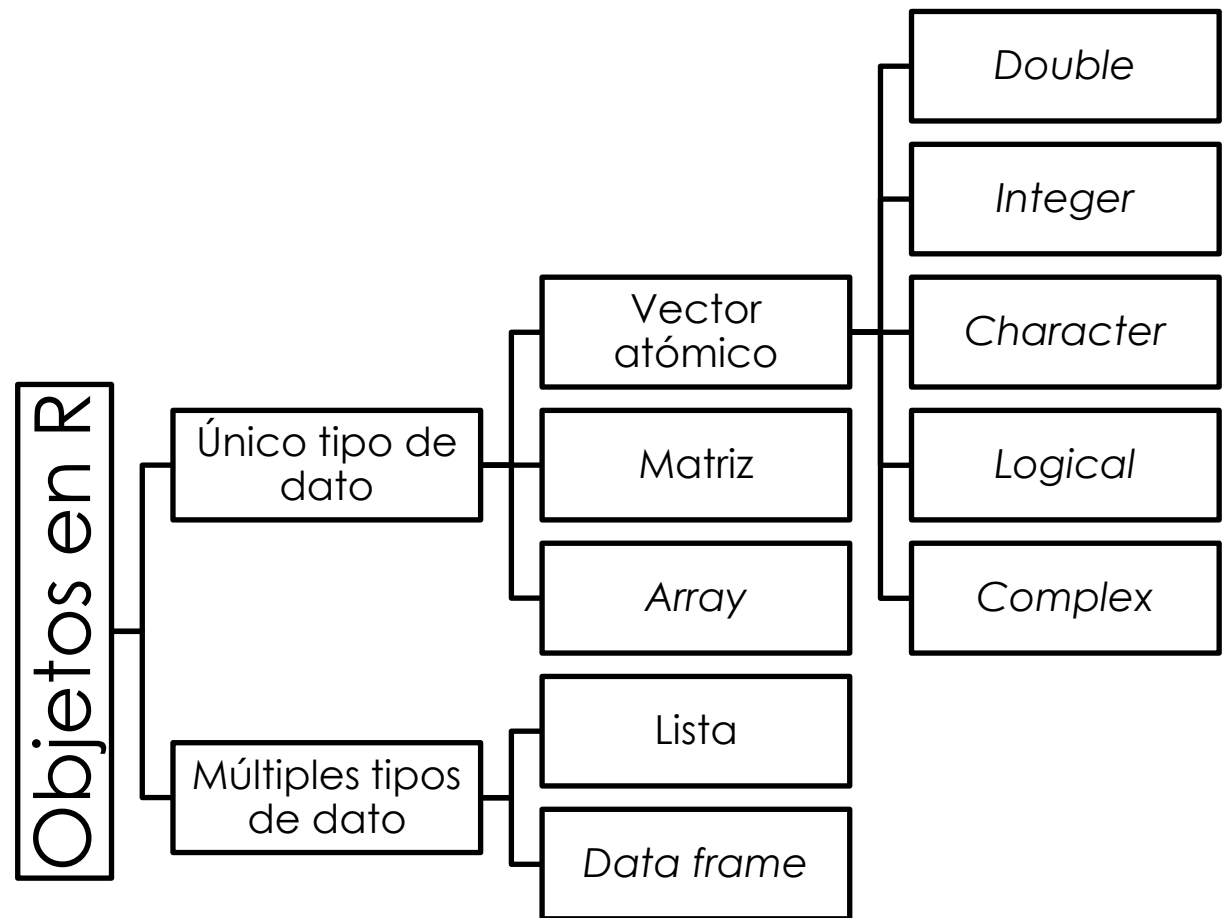 Objetos en R
Único tipo de
dato
Vector
atómico
Double
Integer
Character
Logical
Complex
Matriz
Array
Múltiples tipos
de dato
Lista
Data frame